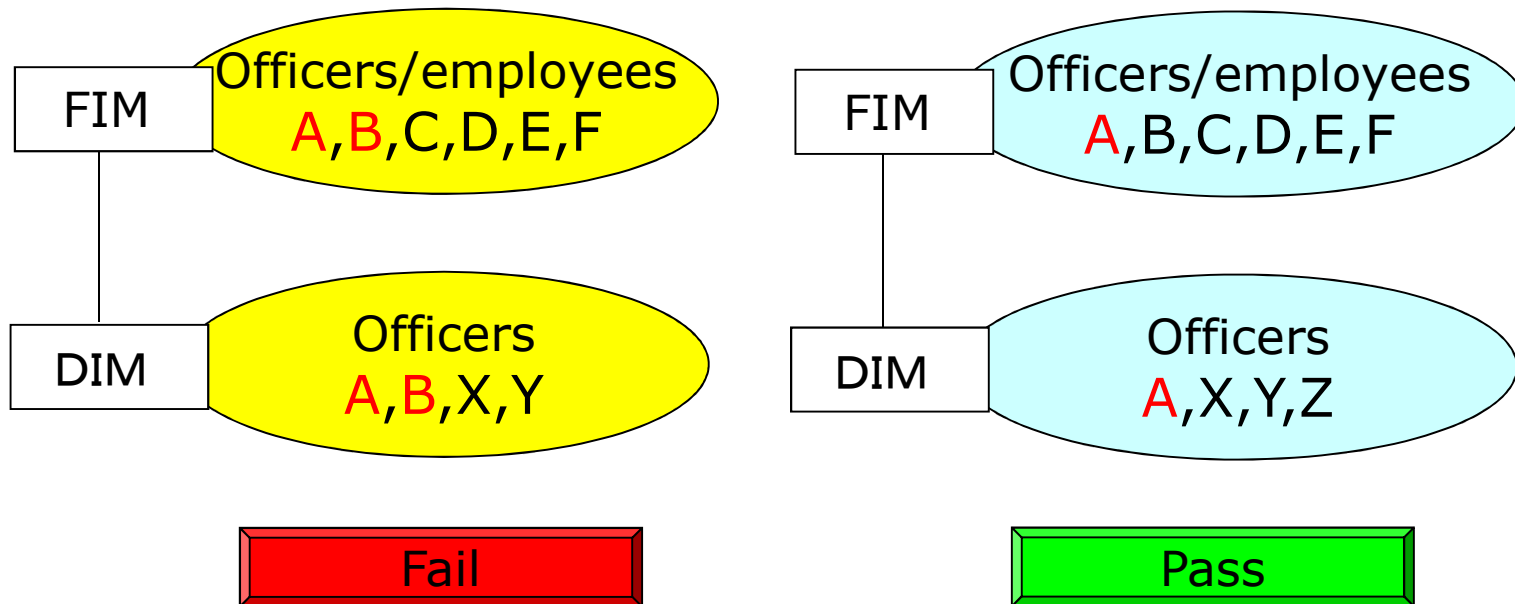 FIM
Officers/employees
A,B,C,D,E,F
DIM
Officers
A,B,X,Y
Fail
FIM
Officers/employees
A,B,C,D,E,F
DIM
Officers
A,X,Y,Z
Pass